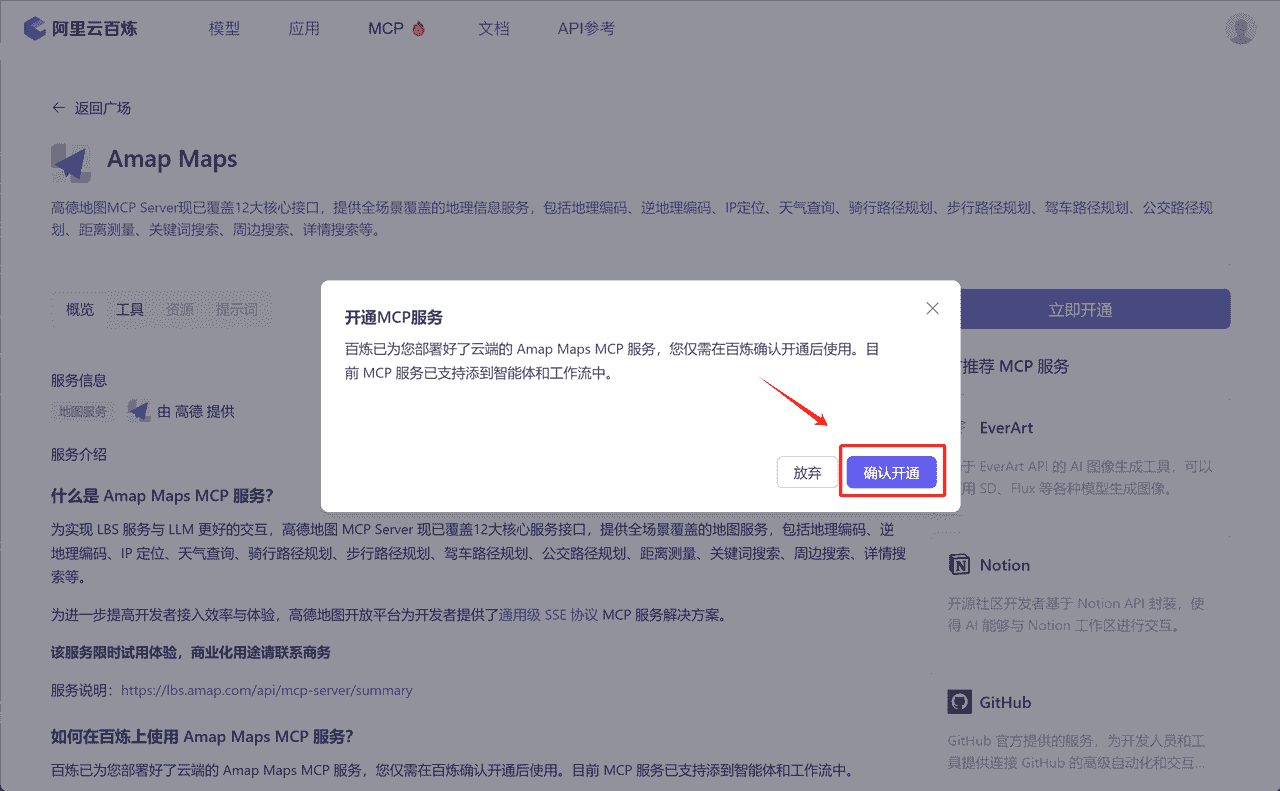 阿里云百炼
模型
应用
MCP
文档
API参考
返回广场
Amap Maps
高德地图MCP Server现已覆盖12大核心接口，提供全场景覆盖的地理信息服务，包括地理编码、逆地理编码、IP定位、天气查询、骑行路径规划、步行路径规划、驾车路径规划、公交路径规
划、距离测量、关键词搜索、周边搜索、详情搜索等。
概览
工具
资源
提示词
立即开通
开通MCP服务
百炼已为您部署好了云端的 Amap Maps MCP 服务，您仅需在百炼确认开通后使用。目
前 MCP 服务已支持添到智能体和工作流中。
放弃
确认开通
服务信息
地图服务
由 高德 提供
服务介绍
什么是 Amap Maps MCP 服务?
为实现 LBS 服务与 LLM 更好的交互，高德地图 MCP Server 现已覆盖12大核心服务接口，提供全场景覆盖的地图服务，包括地理编码、逆
地理编码、IP 定位、天气查询、骑行路径规划、步行路径规划、驾车路径规划、公交路径规划、距离测量、关键词搜索、周边搜索、详情搜
索等。
为进一步提高开发者接入效率与体验，高德地图开放平台为开发者提供了通用级 SSE 协议 MCP 服务解决方案。
该服务限时试用体验，商业化用途请联系商务
服务说明：https://lbs.amap.com/api/mcp-server/summary
如何在百炼上使用 Amap Maps MCP 服务?
百炼已为您部署好了云端的 Amap Maps MCP 服务，您仅需在百炼确认开通后使用。目前 MCP 服务已支持添到智能体和工作流中。
推荐 MCP 服务
EverArt
于 EverArt API 的 AI 图像生成工具，可以
用 SD、Flux 等各种模型生成图像。
Notion
开源社区开发者基于 Notion API 封装，使
得 AI 能够与 Notion 工作区进行交互。
GitHub
GitHub 官方提供的服务，为开发人员和工
具提供连接 GitHub 的高级自动化和交互...